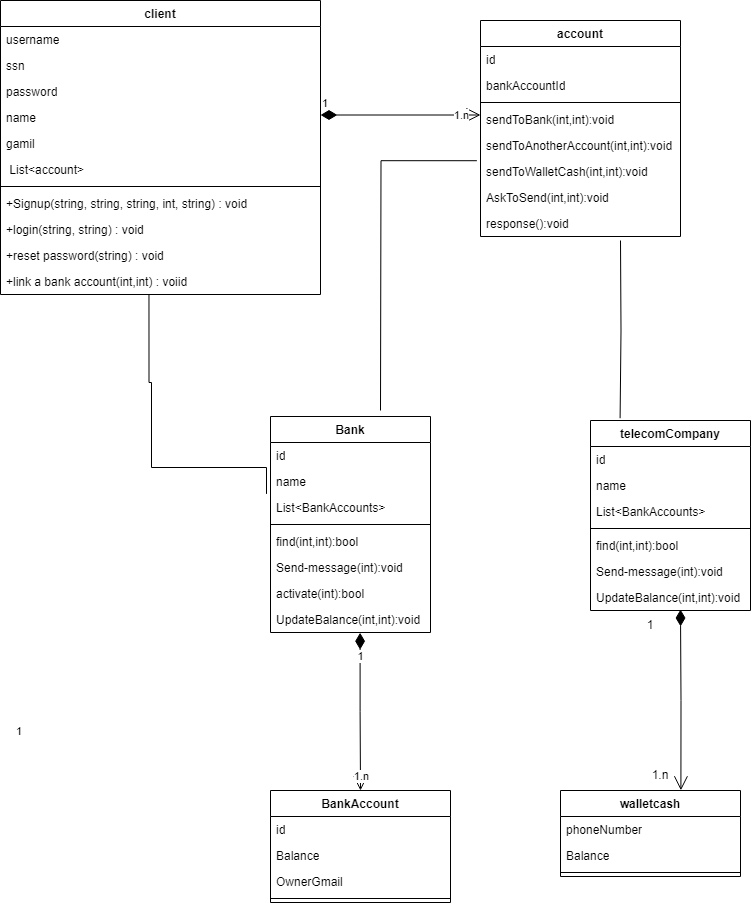 client
username
ssn
password
name
gamil
List<account>
+Signup(string, string, string, int, string) : void
+login(string, string) : void
+reset password(string) : void
+link a bank account(int,int) : voiid
1
1.n
account
id
bankAccountId
sendToBank(int,int):void
sendToAnotherAccount(int,int):void
sendToWalletCash(int,int):void
AskToSend(int,int):void
response():void
Bank
id
name
List<BankAccounts>
find(int,int):bool
Send-message(int):void
activate(int):bool
UpdateBalance(int,int):void
1
1.n
telecomCompany
id
name
List<BankAccounts>
find(int,int):bool
Send-message(int):void
UpdateBalance(int,int):void
1
1.n
1
BankAccount
id
Balance
OwnerGmail
walletcash
phoneNumber
Balance